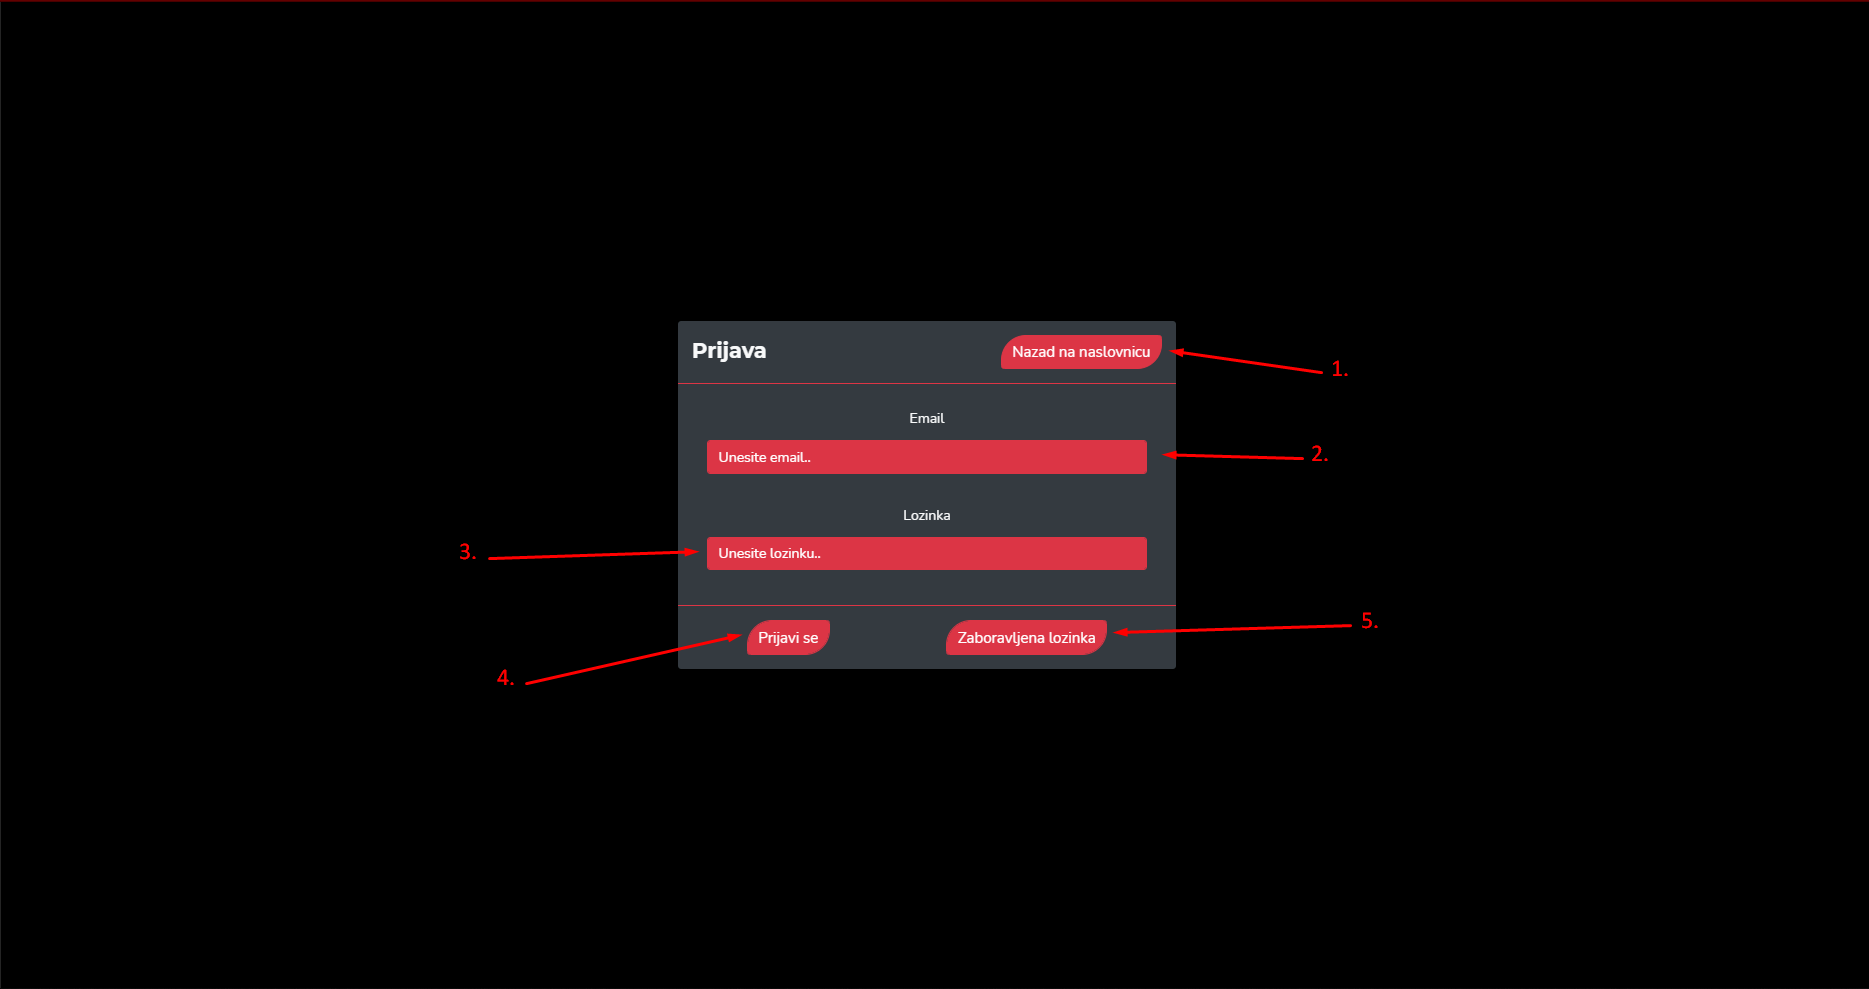 Prijava
Nazad na naslovnicu
1.
Email
Unesite email..
2.
Lozinka
3.
Unesite lozinku..
Prijavi se
Zaboravljena lozinka
5.
4.